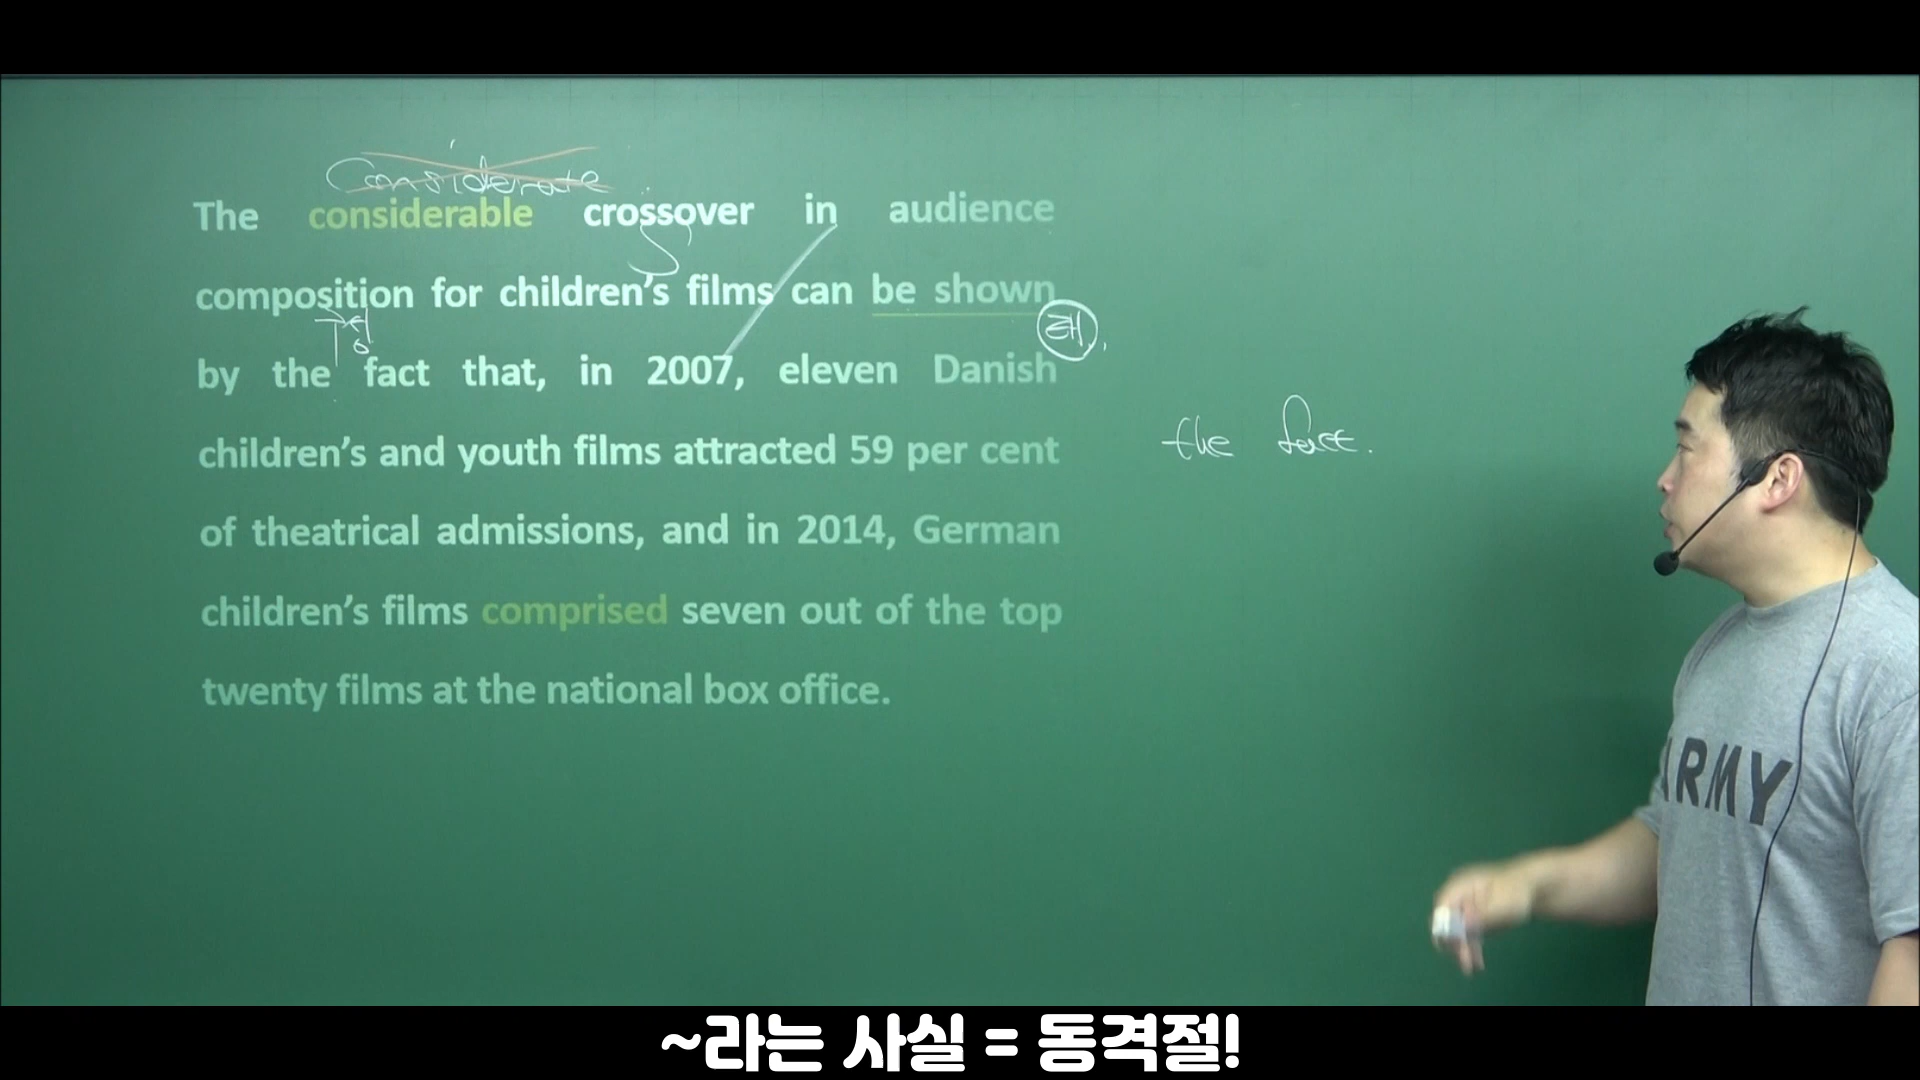 Considerate
The considerable crossover in audience
composition for children's films can be shown
by the fact that, in 2007, eleven Danish
the fact.
children's and youth films attracted 59 per cent
of theatrical admissions, and in 2014, German
children's films comprised seven out of the top
twenty films at the national box office.
ARMY
~라는 사실 = 동격절!